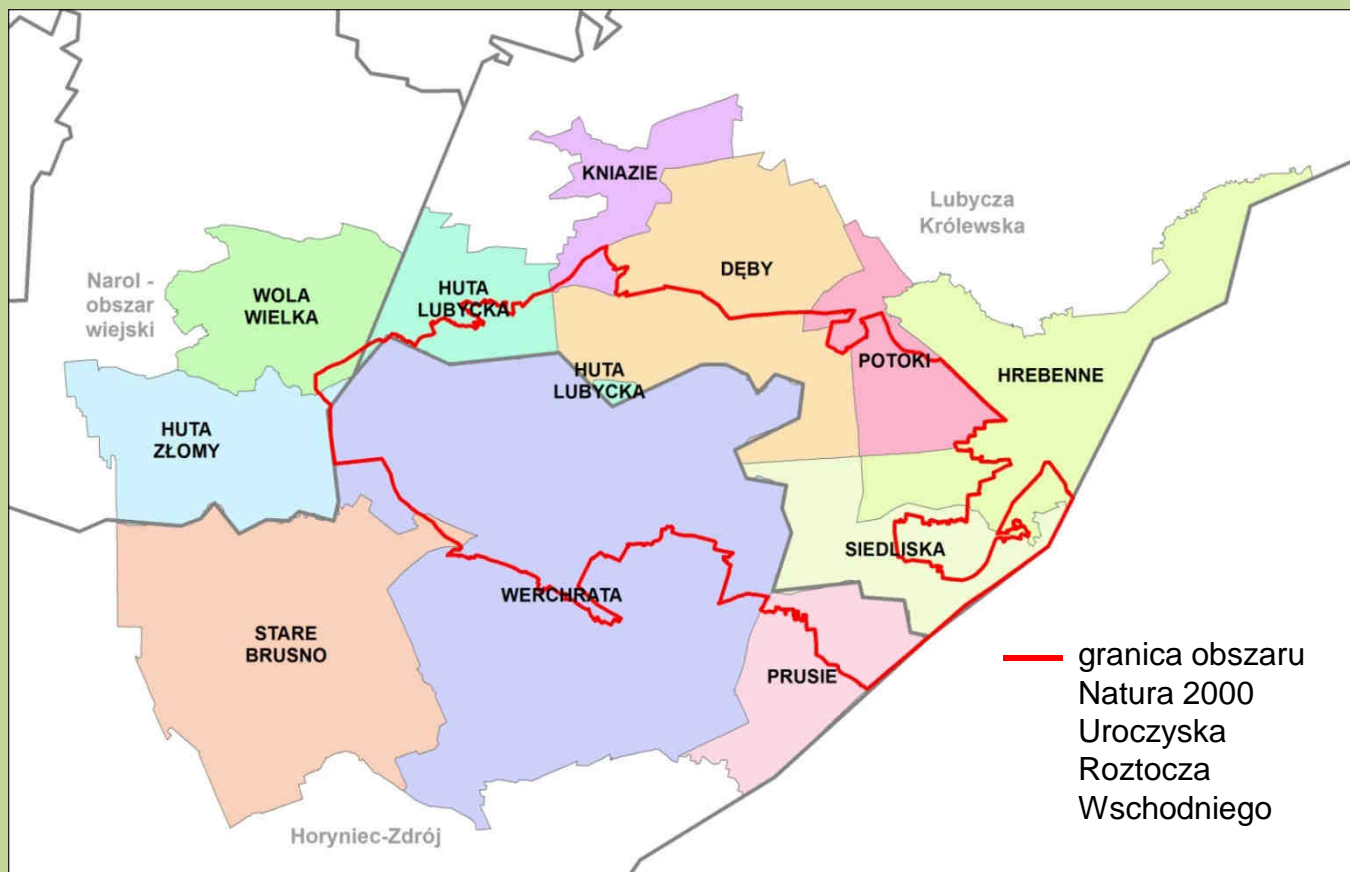 KNIAZIE
Lubycza
Królewska
DĘBY
Narol -
obszar
wiejski
WOLA
WIELKA
HUTA
LUBYCKA
HUTA
LUBYCKA
POTOKI
HREBENNE
HUTA
ZŁOMY
SIEDLISKA
WERCHRATA
STARE
BRUSNO
PRUSIE
Horyniec-Zdrój
granica obszaru
Natura 2000
Uroczyska
Roztocza
Wschodniego